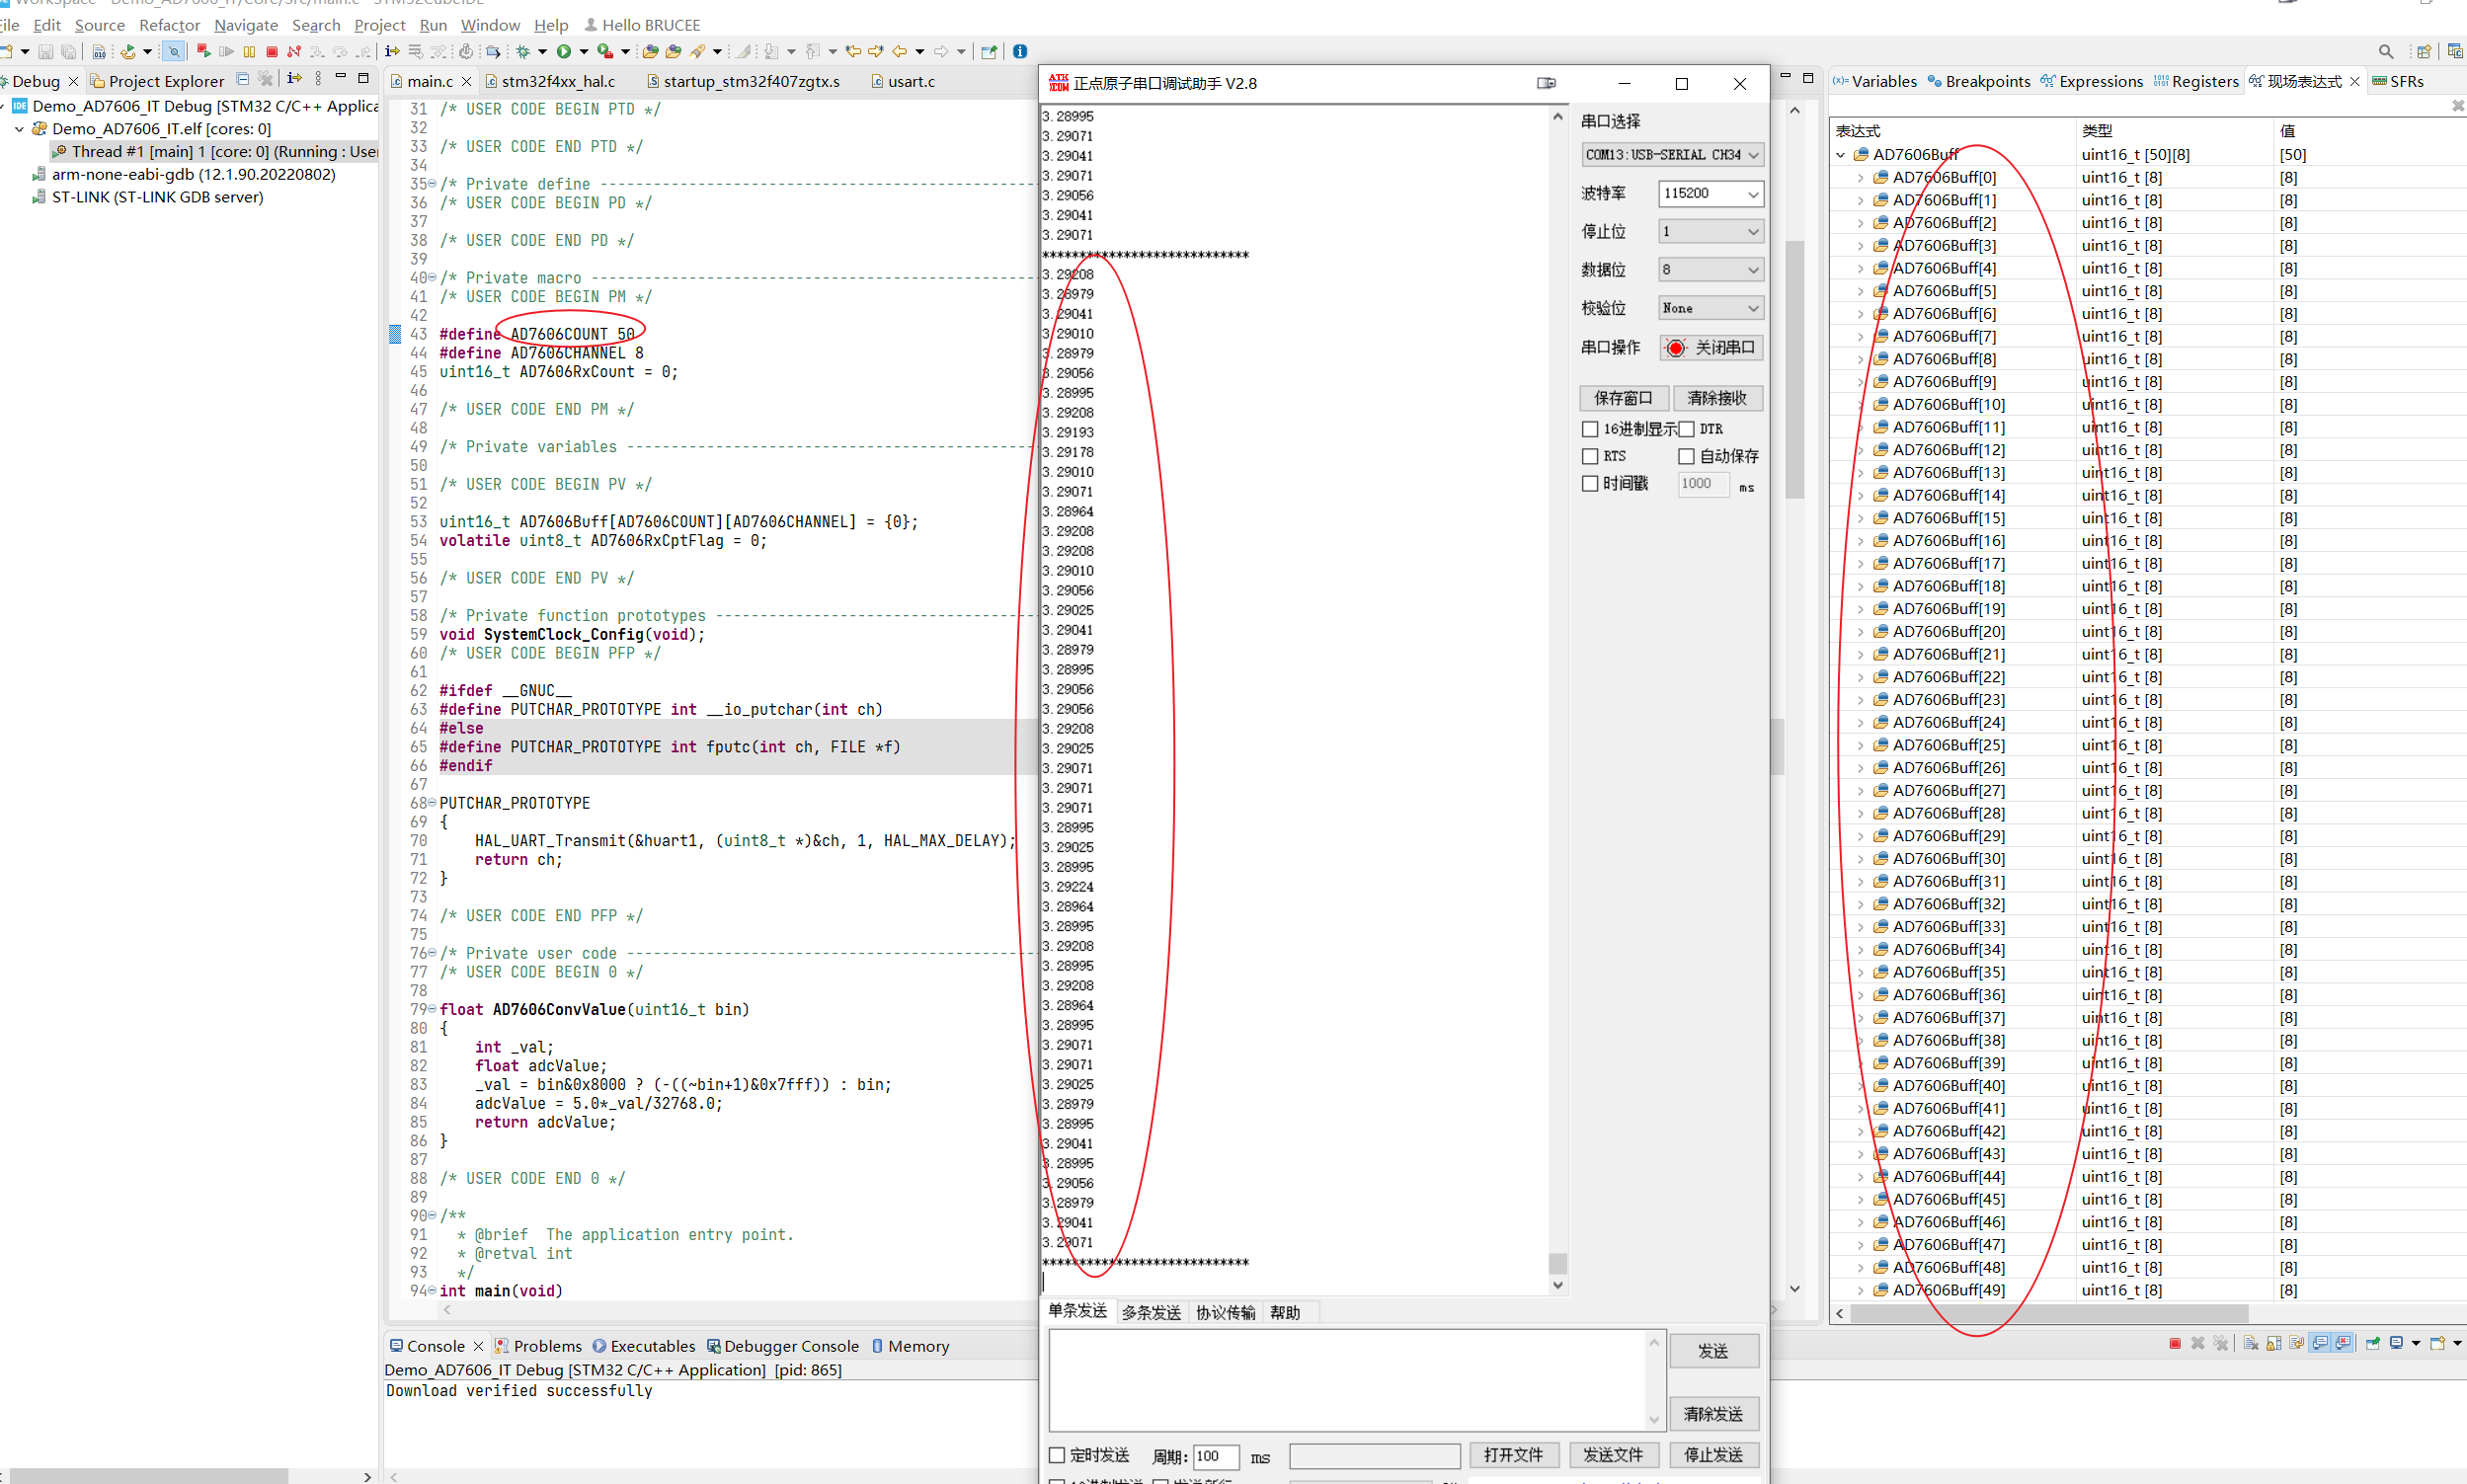 WorkSpace - Demo_AD7606_IT/Core/Src/main.c - STM32CubeIDE
File Edit Source Refactor Navigate Search Project Run Window Help Hello BRUCEE
Debug Project Explorer
Demo_AD7606_IT Debug [STM32 C/C++ Applica
Demo_AD7606_IT.elf [cores: 0]
Thread #1 [main] 1 [core: 0] (Running : User
arm-none-eabi-gdb (12.1.90.20220802)
ST-LINK (ST-LINK GDB server)
main.c stm32f4xx_hal.c startup_stm32f407zgtx.s usart.c
31 /* USER CODE BEGIN PTD */
32
33 /* USER CODE END PTD */
34
35 /* Private define --------------------------------------------------
36 /* USER CODE BEGIN PD */
37
38 /* USER CODE END PD */
39
40 /* Private macro ---------------------------------------------------
41 /* USER CODE BEGIN PM */
42
43 #define AD7606COUNT 50
44 #define AD7606CHANNEL 8
45 uint16_t AD7606RxCount = 0;
46
47 /* USER CODE END PM */
48
49 /* Private variables -----------------------------------------------
50
51 /* USER CODE BEGIN PV */
52
53 uint16_t AD7606Buff[AD7606COUNT][AD7606CHANNEL] = {0};
54 volatile uint8_t AD7606RxCptFlag = 0;
55
56 /* USER CODE END PV */
57
58 /* Private function prototypes -------------------------------------
59 void SystemClock_Config(void);
60 /* USER CODE BEGIN PFP */
61
62 #ifdef __GNUC__
63 #define PUTCHAR_PROTOTYPE int __io_putchar(int ch)
64 #else
65 #define PUTCHAR_PROTOTYPE int fputc(int ch, FILE *f)
66 #endif
67
68 PUTCHAR_PROTOTYPE
69 {
70 HAL_UART_Transmit(&huart1, (uint8_t *)&ch, 1, HAL_MAX_DELAY);
71 return ch;
72 }
73
74 /* USER CODE END PFP */
75
76 /* Private user code -----------------------------------------------
77 /* USER CODE BEGIN 0 */
78
79 float AD7606ConvValue(uint16_t bin)
80 {
81 int _val;
82 float adcValue;
83 _val = bin&0x8000 ? (-((~bin+1)&0x7fff)) : bin;
84 adcValue = 5.0*_val/32768.0;
85 return adcValue;
86 }
87
88 /* USER CODE END 0 */
89
90 /**
91 * @brief The application entry point.
92 * @retval int
93 */
94 int main(void)
ATK XCOM 正点原子串口调试助手 V2.8
3.28995
3.29071
3.29041
3.29071
3.29056
3.29041
3.29071
****************************
3.29208
3.28979
3.29041
3.29010
3.28979
3.29056
3.28995
3.29208
3.29193
3.29178
3.29010
3.29071
3.28964
3.29208
3.29208
3.29010
3.29056
3.29025
3.29041
3.28979
3.28995
3.29056
3.29056
3.29208
3.29025
3.29071
3.29071
3.29071
3.28995
3.29025
3.28995
3.29224
3.28964
3.28995
3.29208
3.28995
3.29208
3.28964
3.28995
3.29071
3.29071
3.29025
3.28979
3.28995
3.29041
3.28995
3.29056
3.28979
3.29041
3.29071
****************************
串口选择
COM13:USB-SERIAL CH34
波特率 115200
停止位 1
数据位 8
校验位 None
串口操作 关闭串口
保存窗口 清除接收
16进制显示 DTR
RTS 自动保存
时间戳 1000 ms
单条发送 多条发送 协议传输 帮助
发送
清除发送
定时发送 周期: 100 ms 打开文件 发送文件 停止发送
16进制发送 发送新行
Variables Breakpoints Expressions Registers 现场表达式 SFRs
表达式 类型 值
AD7606Buff uint16_t [50][8] [50]
AD7606Buff[0] uint16_t [8] [8]
AD7606Buff[1] uint16_t [8] [8]
AD7606Buff[2] uint16_t [8] [8]
AD7606Buff[3] uint16_t [8] [8]
AD7606Buff[4] uint16_t [8] [8]
AD7606Buff[5] uint16_t [8] [8]
AD7606Buff[6] uint16_t [8] [8]
AD7606Buff[7] uint16_t [8] [8]
AD7606Buff[8] uint16_t [8] [8]
AD7606Buff[9] uint16_t [8] [8]
AD7606Buff[10] uint16_t [8] [8]
AD7606Buff[11] uint16_t [8] [8]
AD7606Buff[12] uint16_t [8] [8]
AD7606Buff[13] uint16_t [8] [8]
AD7606Buff[14] uint16_t [8] [8]
AD7606Buff[15] uint16_t [8] [8]
AD7606Buff[16] uint16_t [8] [8]
AD7606Buff[17] uint16_t [8] [8]
AD7606Buff[18] uint16_t [8] [8]
AD7606Buff[19] uint16_t [8] [8]
AD7606Buff[20] uint16_t [8] [8]
AD7606Buff[21] uint16_t [8] [8]
AD7606Buff[22] uint16_t [8] [8]
AD7606Buff[23] uint16_t [8] [8]
AD7606Buff[24] uint16_t [8] [8]
AD7606Buff[25] uint16_t [8] [8]
AD7606Buff[26] uint16_t [8] [8]
AD7606Buff[27] uint16_t [8] [8]
AD7606Buff[28] uint16_t [8] [8]
AD7606Buff[29] uint16_t [8] [8]
AD7606Buff[30] uint16_t [8] [8]
AD7606Buff[31] uint16_t [8] [8]
AD7606Buff[32] uint16_t [8] [8]
AD7606Buff[33] uint16_t [8] [8]
AD7606Buff[34] uint16_t [8] [8]
AD7606Buff[35] uint16_t [8] [8]
AD7606Buff[36] uint16_t [8] [8]
AD7606Buff[37] uint16_t [8] [8]
AD7606Buff[38] uint16_t [8] [8]
AD7606Buff[39] uint16_t [8] [8]
AD7606Buff[40] uint16_t [8] [8]
AD7606Buff[41] uint16_t [8] [8]
AD7606Buff[42] uint16_t [8] [8]
AD7606Buff[43] uint16_t [8] [8]
AD7606Buff[44] uint16_t [8] [8]
AD7606Buff[45] uint16_t [8] [8]
AD7606Buff[46] uint16_t [8] [8]
AD7606Buff[47] uint16_t [8] [8]
AD7606Buff[48] uint16_t [8] [8]
AD7606Buff[49] uint16_t [8] [8]
Console Problems Executables Debugger Console Memory
Demo_AD7606_IT Debug [STM32 C/C++ Application] [pid: 865]
Download verified successfully